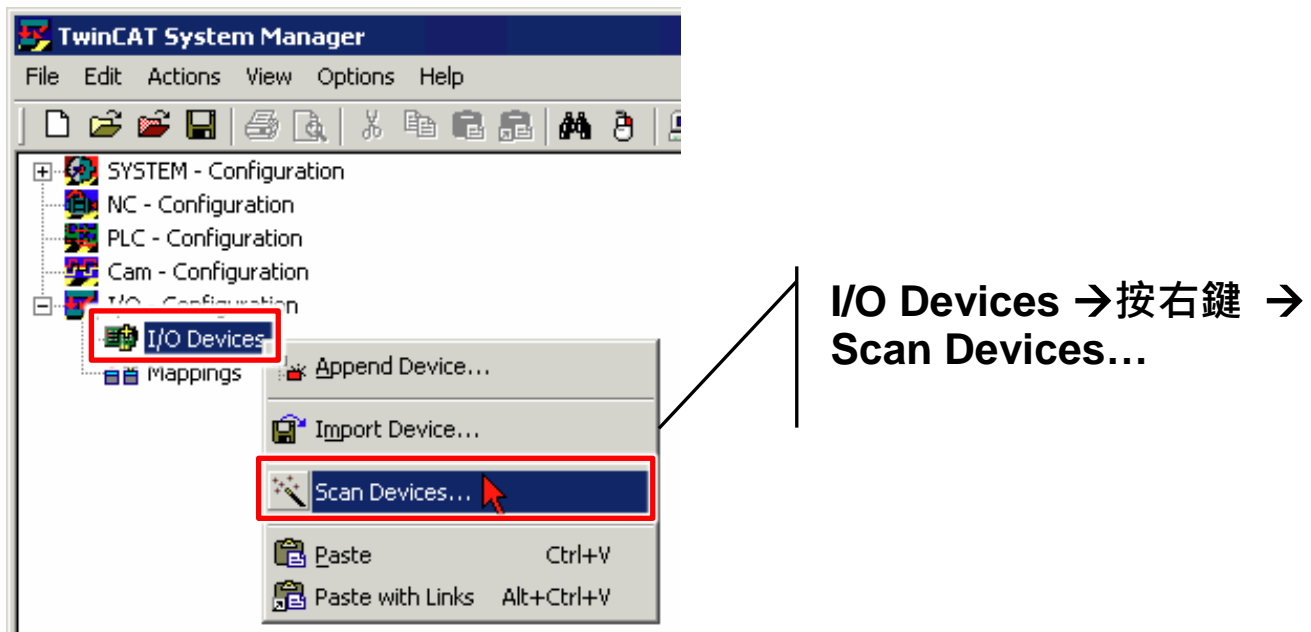 TwinCAT System Manager
File Edit Actions View Options Help
SYSTEM - Configuration
NC - Configuration
PLC - Configuration
Cam - Configuration
I/O - Configuration
I/O Devices
Mappings
Append Device...
Import Device...
Scan Devices...
Paste Ctrl+V
Paste with Links Alt+Ctrl+V
I/O Devices →按右鍵 →
Scan Devices…